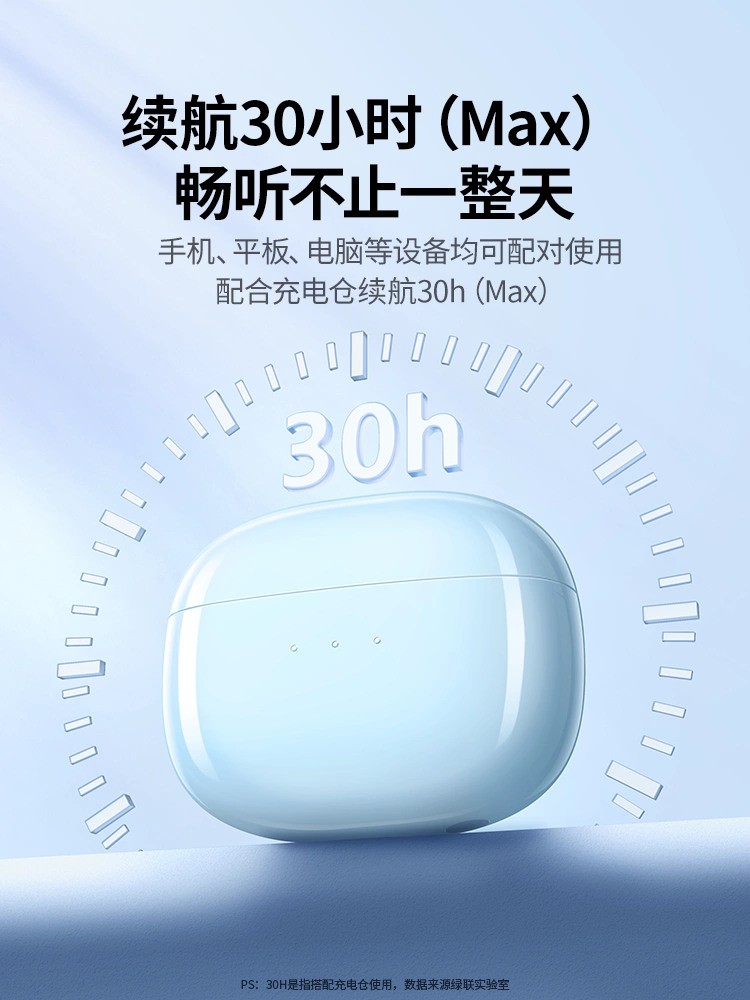 续航30小时（Max）
畅听不止一整天
手机、平板、电脑等设备均可配对使用
配合充电仓续航30h（Max）
30h
PS：30H是指搭配充电仓使用，数据来源绿联实验室